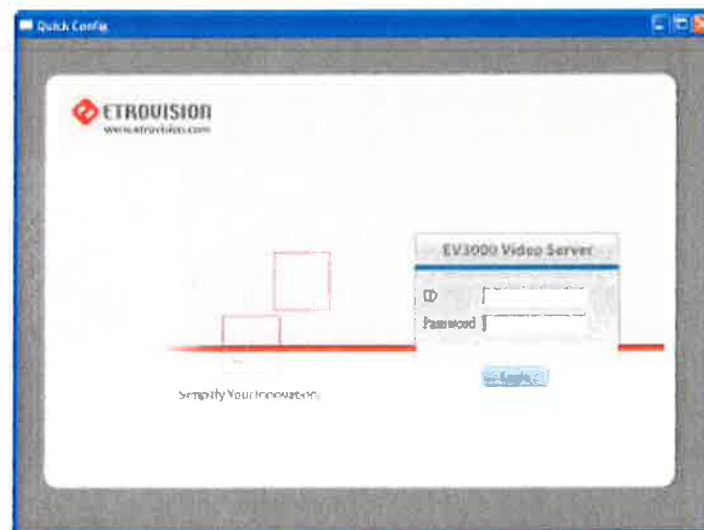 Quick Config
ETROVISION
www.etrovision.com
EV3000 Video Server
ID
Password
Login
Simplify Your Innovation